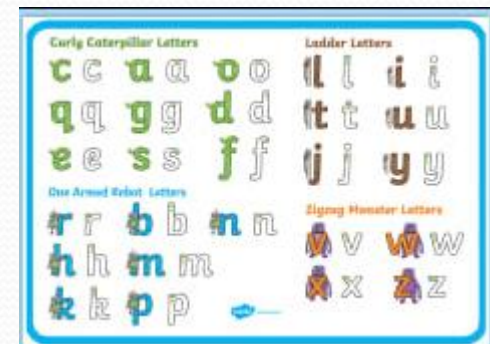 Curly Caterpillar Letters
c c a a o o
q q g g d d
e e s s f f
One Armed Robot Letters
r r b b n n
h h m m
k k p p
Ladder Letters
l l i i
t t u u
j j y y
Zigzag Monster Letters
v v w w
x x z z